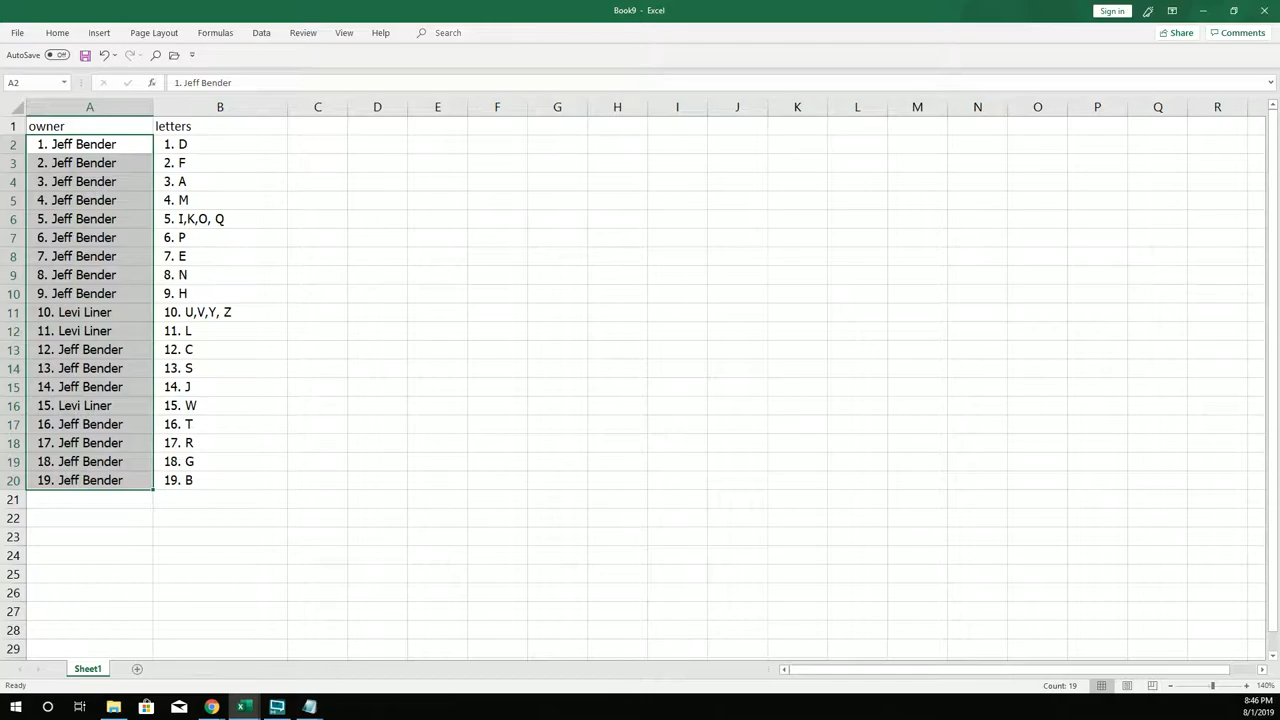 Book9 - Excel
Sign in
File Home Insert Page Layout Formulas Data Review View Help Search
Share Comments
AutoSave Off
A2 fx 1. Jeff Bender
A B C D E F G H I J K L M N O P Q R
1 owner letters
2 1. Jeff Bender 1. D
3 2. Jeff Bender 2. F
4 3. Jeff Bender 3. A
5 4. Jeff Bender 4. M
6 5. Jeff Bender 5. I,K,O, Q
7 6. Jeff Bender 6. P
8 7. Jeff Bender 7. E
9 8. Jeff Bender 8. N
10 9. Jeff Bender 9. H
11 10. Levi Liner 10. U,V,Y, Z
12 11. Levi Liner 11. L
13 12. Jeff Bender 12. C
14 13. Jeff Bender 13. S
15 14. Jeff Bender 14. J
16 15. Levi Liner 15. W
17 16. Jeff Bender 16. T
18 17. Jeff Bender 17. R
19 18. Jeff Bender 18. G
20 19. Jeff Bender 19. B
21
22
23
24
25
26
27
28
29
Sheet1
Ready Count: 19 140%
8:46 PM
8/1/2019